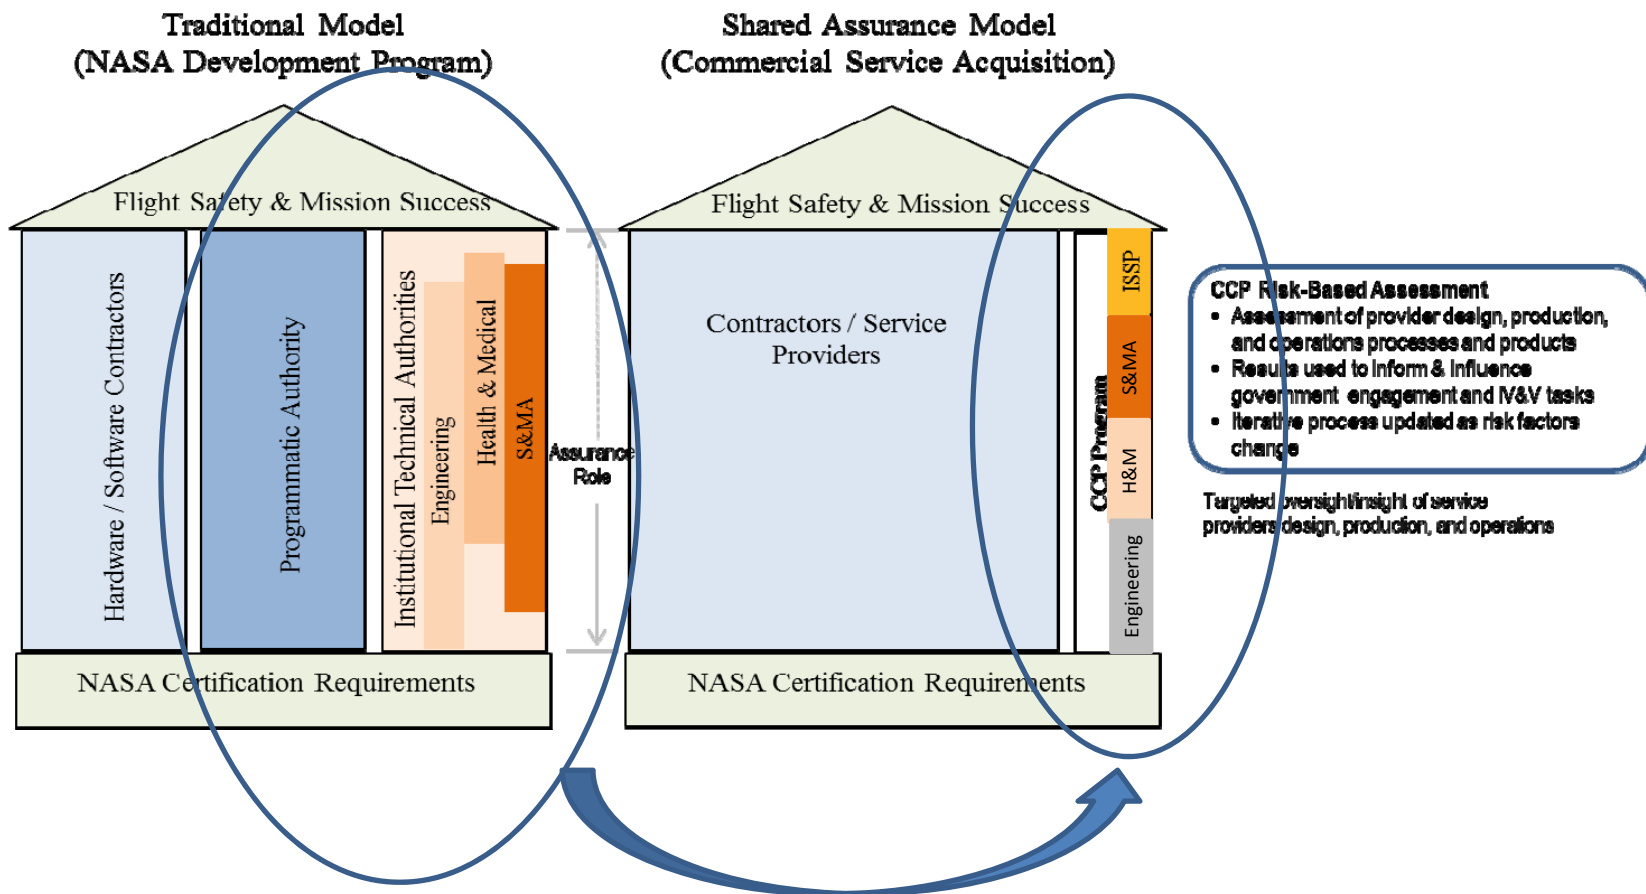 Traditional Model
(NASA Development Program)
Flight Safety & Mission Success
Hardware / Software Contractors
Programmatic Authority
Institutional Technical Authorities
Engineering
Health & Medical
S&MA
NASA Certification Requirements
Assurance
Role
Shared Assurance Model
(Commercial Service Acquisition)
Flight Safety & Mission Success
Contractors / Service
Providers
CCP Program
ISSP
S&MA
H&M
Engineering
NASA Certification Requirements
CCP Risk-Based Assessment
• Assessment of provider design, production,
and operations processes and products
• Results used to inform & influence
government engagement and IV&V tasks
• Iterative process updated as risk factors
change
Targeted oversight/insight of service
providers design, production, and operations